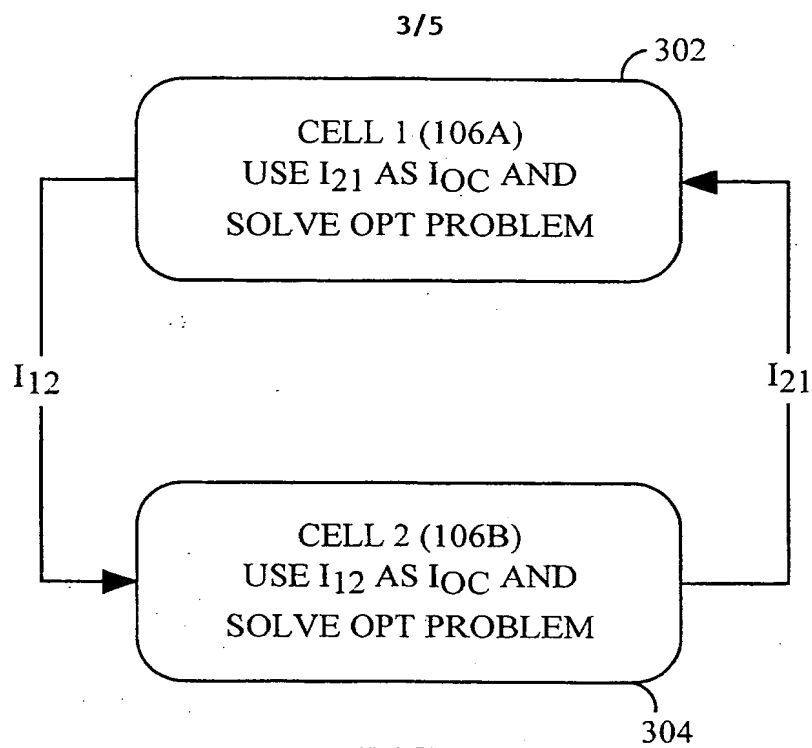 3/5
302
CELL 1 (106A)
USE I21 AS IOC AND
SOLVE OPT PROBLEM
I12
I21
CELL 2 (106B)
USE I12 AS IOC AND
SOLVE OPT PROBLEM
304